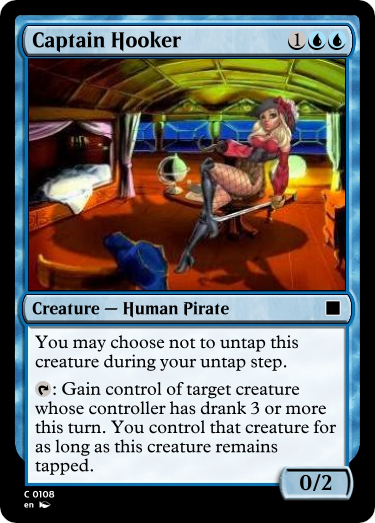 Captain Hooker 1
Creature — Human Pirate
You may choose not to untap this
creature during your untap step.
: Gain control of target creature
whose controller has drank 3 or more
this turn. You control that creature for
as long as this creature remains
tapped.
0/2
C 0108
en